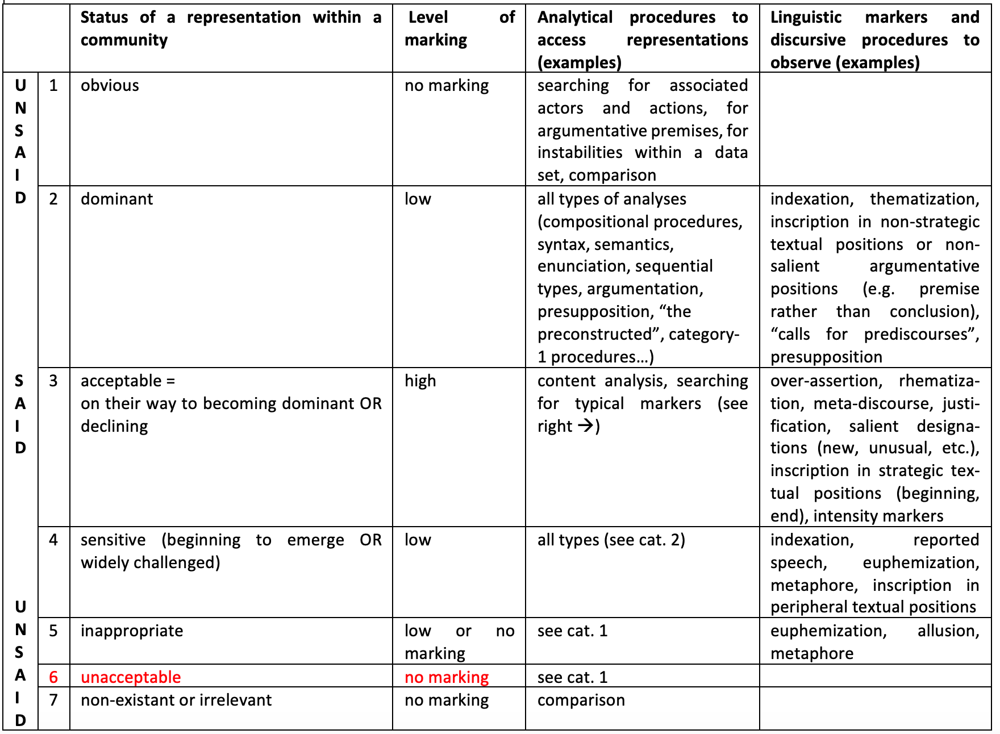 Status of a representation within a community
Level of marking
Analytical procedures to access representations (examples)
Linguistic markers and discursive procedures to observe (examples)
UNSAID
1
obvious
no marking
searching for associated
actors and actions, for
argumentative premises, for
instabilities within a data
set, comparison
2
dominant
low
all types of analyses
(compositional procedures,
syntax, semantics,
enunciation, sequential
types, argumentation,
presupposition, “the
preconstructed”, category-
1 procedures...)
indexation, thematization,
inscription in non-strategic
textual positions or non-
salient argumentative
positions (e.g. premise
rather than conclusion),
“calls for prediscourses”,
presupposition
SAID
3
acceptable =
on their way to becoming dominant OR
declining
high
content analysis, searching
for typical markers (see
right →)
over-assertion, rhematiza-
tion, meta-discourse, justi-
fication, salient designa-
tions (new, unusual, etc.),
inscription in strategic tex-
tual positions (beginning,
end), intensity markers
4
sensitive (beginning to emerge OR
widely challenged)
low
all types (see cat. 2)
indexation, reported
speech, euphemization,
metaphore, inscription in
peripheral textual positions
UNSAID
5
inappropriate
low or no
marking
see cat. 1
euphemization, allusion,
metaphore
6
unacceptable
no marking
see cat. 1
7
non-existant or irrelevant
no marking
comparison